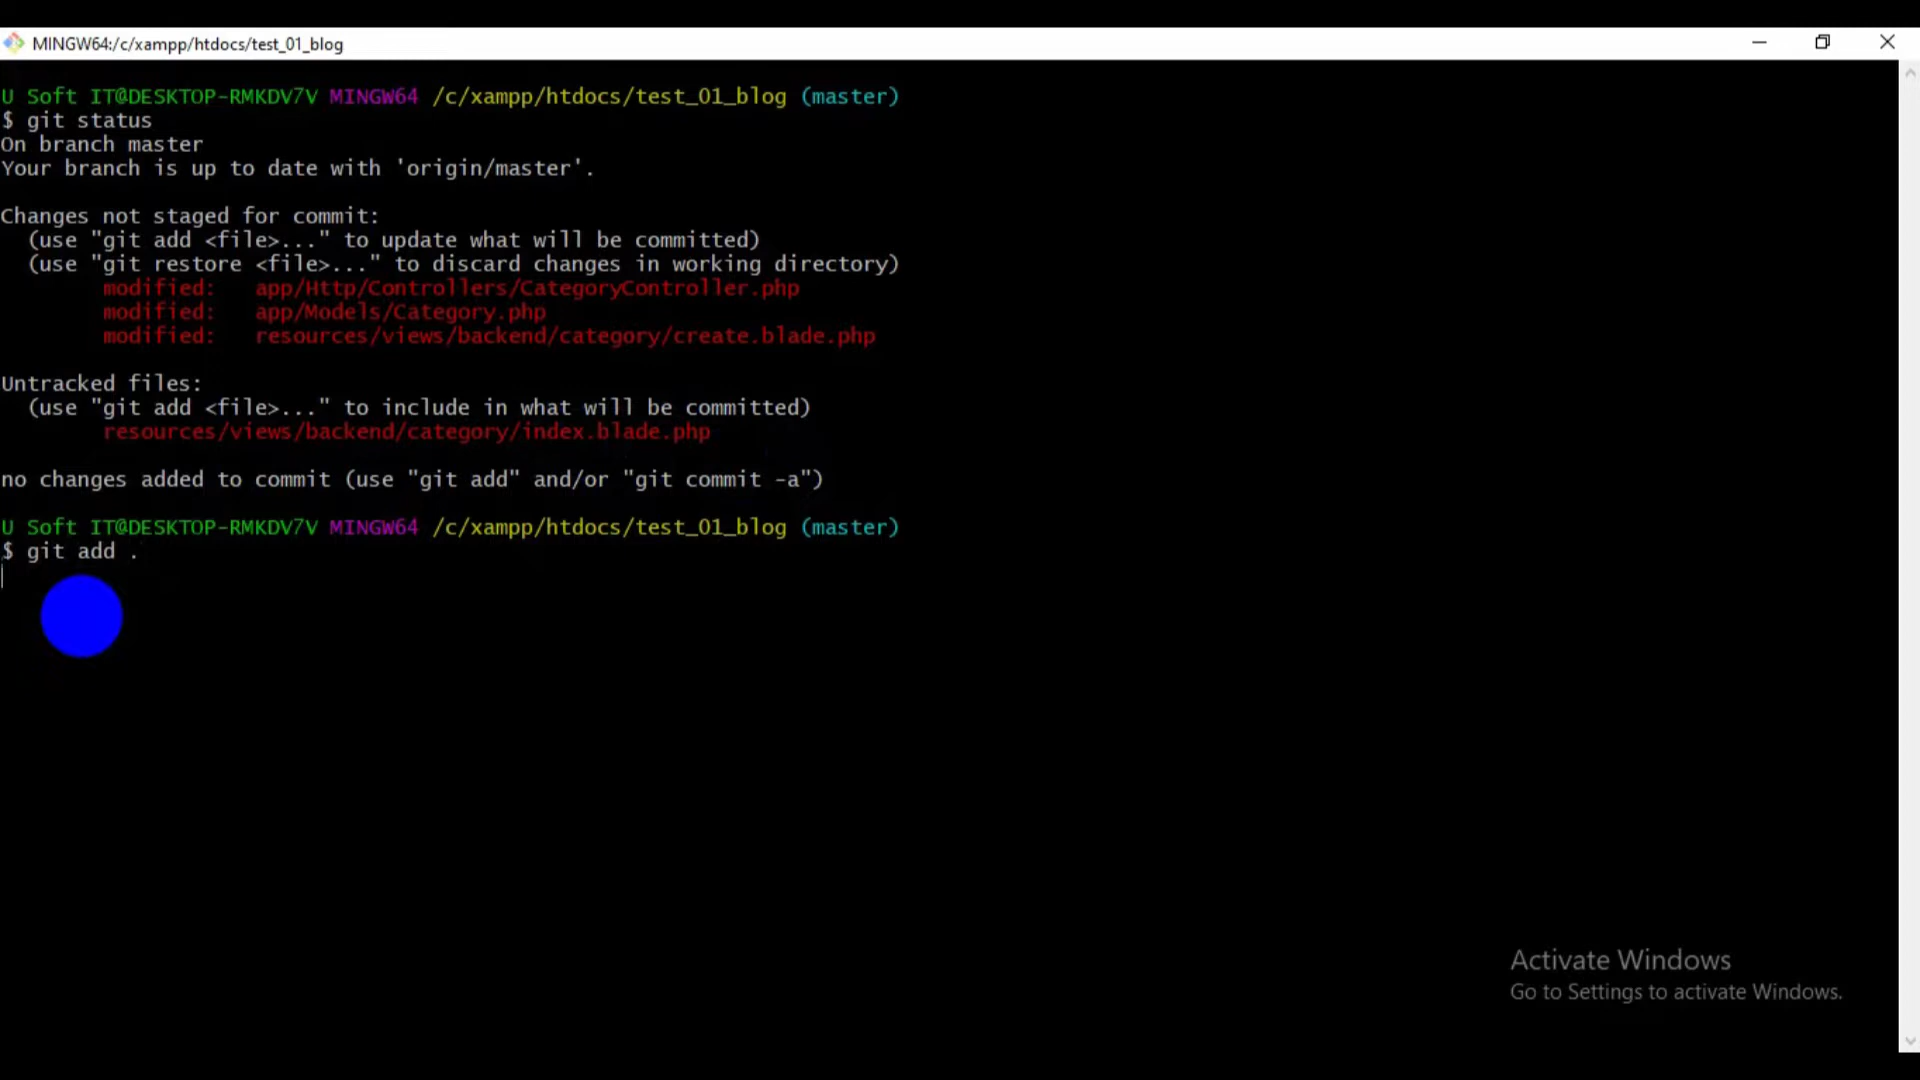 MINGW64:/c/xampp/htdocs/test_01_blog
U Soft IT@DESKTOP-RMKDV7V MINGW64 /c/xampp/htdocs/test_01_blog (master)
$ git status
On branch master
Your branch is up to date with 'origin/master'.
Changes not staged for commit:
(use "git add <file>..." to update what will be committed)
(use "git restore <file>..." to discard changes in working directory)
modified: app/Http/Controllers/CategoryController.php
modified: app/Models/Category.php
modified: resources/views/backend/category/create.blade.php
Untracked files:
(use "git add <file>..." to include in what will be committed)
resources/views/backend/category/index.blade.php
no changes added to commit (use "git add" and/or "git commit -a")
U Soft IT@DESKTOP-RMKDV7V MINGW64 /c/xampp/htdocs/test_01_blog (master)
$ git add .
Activate Windows
Go to Settings to activate Windows.